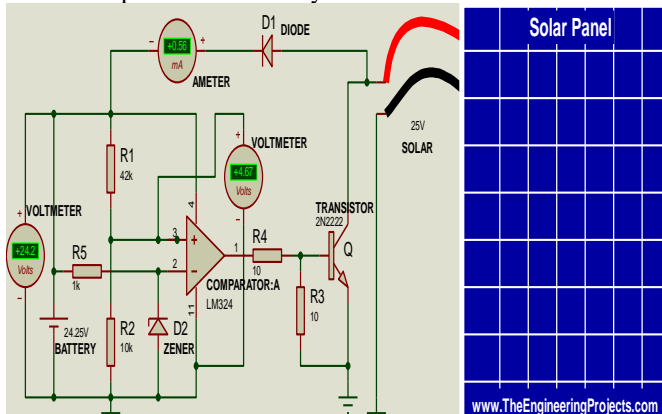 D1
DIODE
Solar Panel
−
+0.56
+
mA
AMETER
25V
SOLAR
R1
42k
+
VOLTMETER
+4.67
Volts
−
4
TRANSISTOR
2N2222
+
VOLTMETER
+24.2
Volts
−
R5
1k
3
+
2
−
1
R4
10
Q
COMPARATOR:A
LM324
11
R3
10
24.25V
BATTERY
R2
10k
D2
ZENER
www.TheEngineeringProjects.com